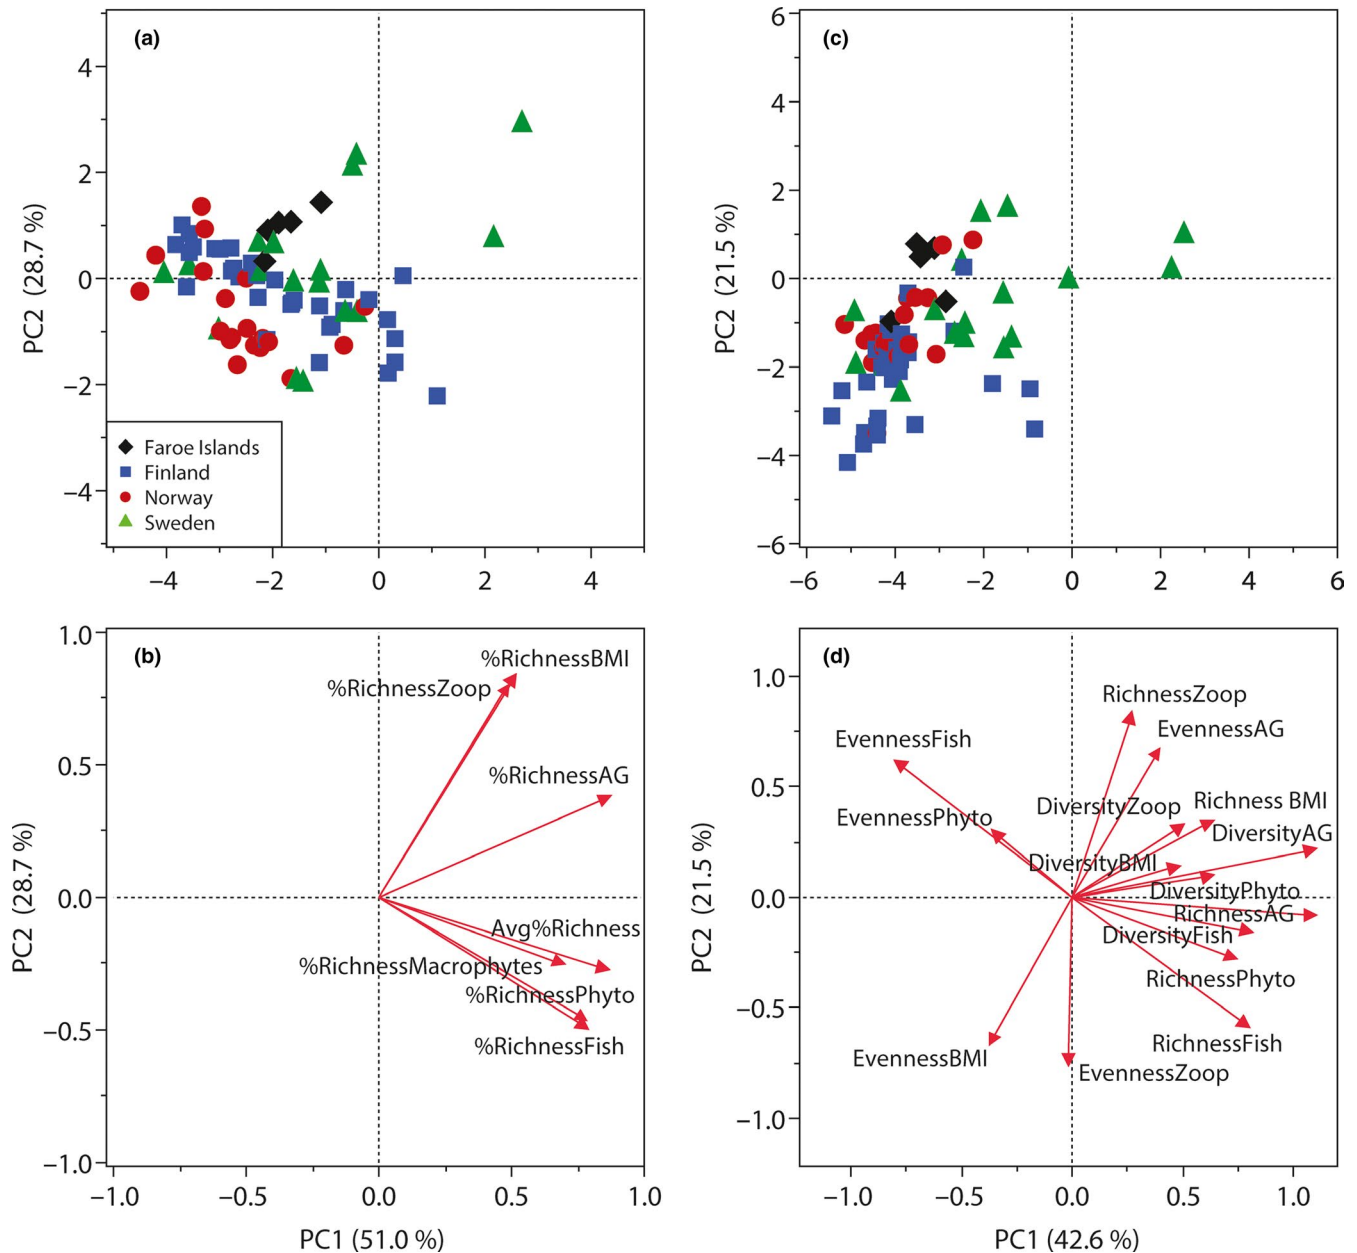 (a)
4
2
0
−2
−4
PC2 (28.7 %)
Faroe Islands
Finland
Norway
Sweden
−4 −2 0 2 4
(c)
6
4
2
0
−2
−4
−6
PC2 (21.5 %)
−6 −4 −2 0 2 4 6
(b)
1.0
0.5
0.0
−0.5
−1.0
PC2 (28.7 %)
%RichnessBMI
%RichnessZoop
%RichnessAG
Avg%Richness
%RichnessMacrophytes
%RichnessPhyto
%RichnessFish
−1.0 −0.5 0.0 0.5 1.0
PC1 (51.0 %)
(d)
1.0
0.5
0.0
−0.5
−1.0
PC2 (21.5 %)
RichnessZoop
EvennessAG
EvennessFish
DiversityZoop
Richness BMI
EvennessPhyto
DiversityAG
DiversityBMI
DiversityPhyto
RichnessAG
DiversityFish
RichnessPhyto
RichnessFish
EvennessBMI
EvennessZoop
−1.0 −0.5 0.0 0.5 1.0
PC1 (42.6 %)